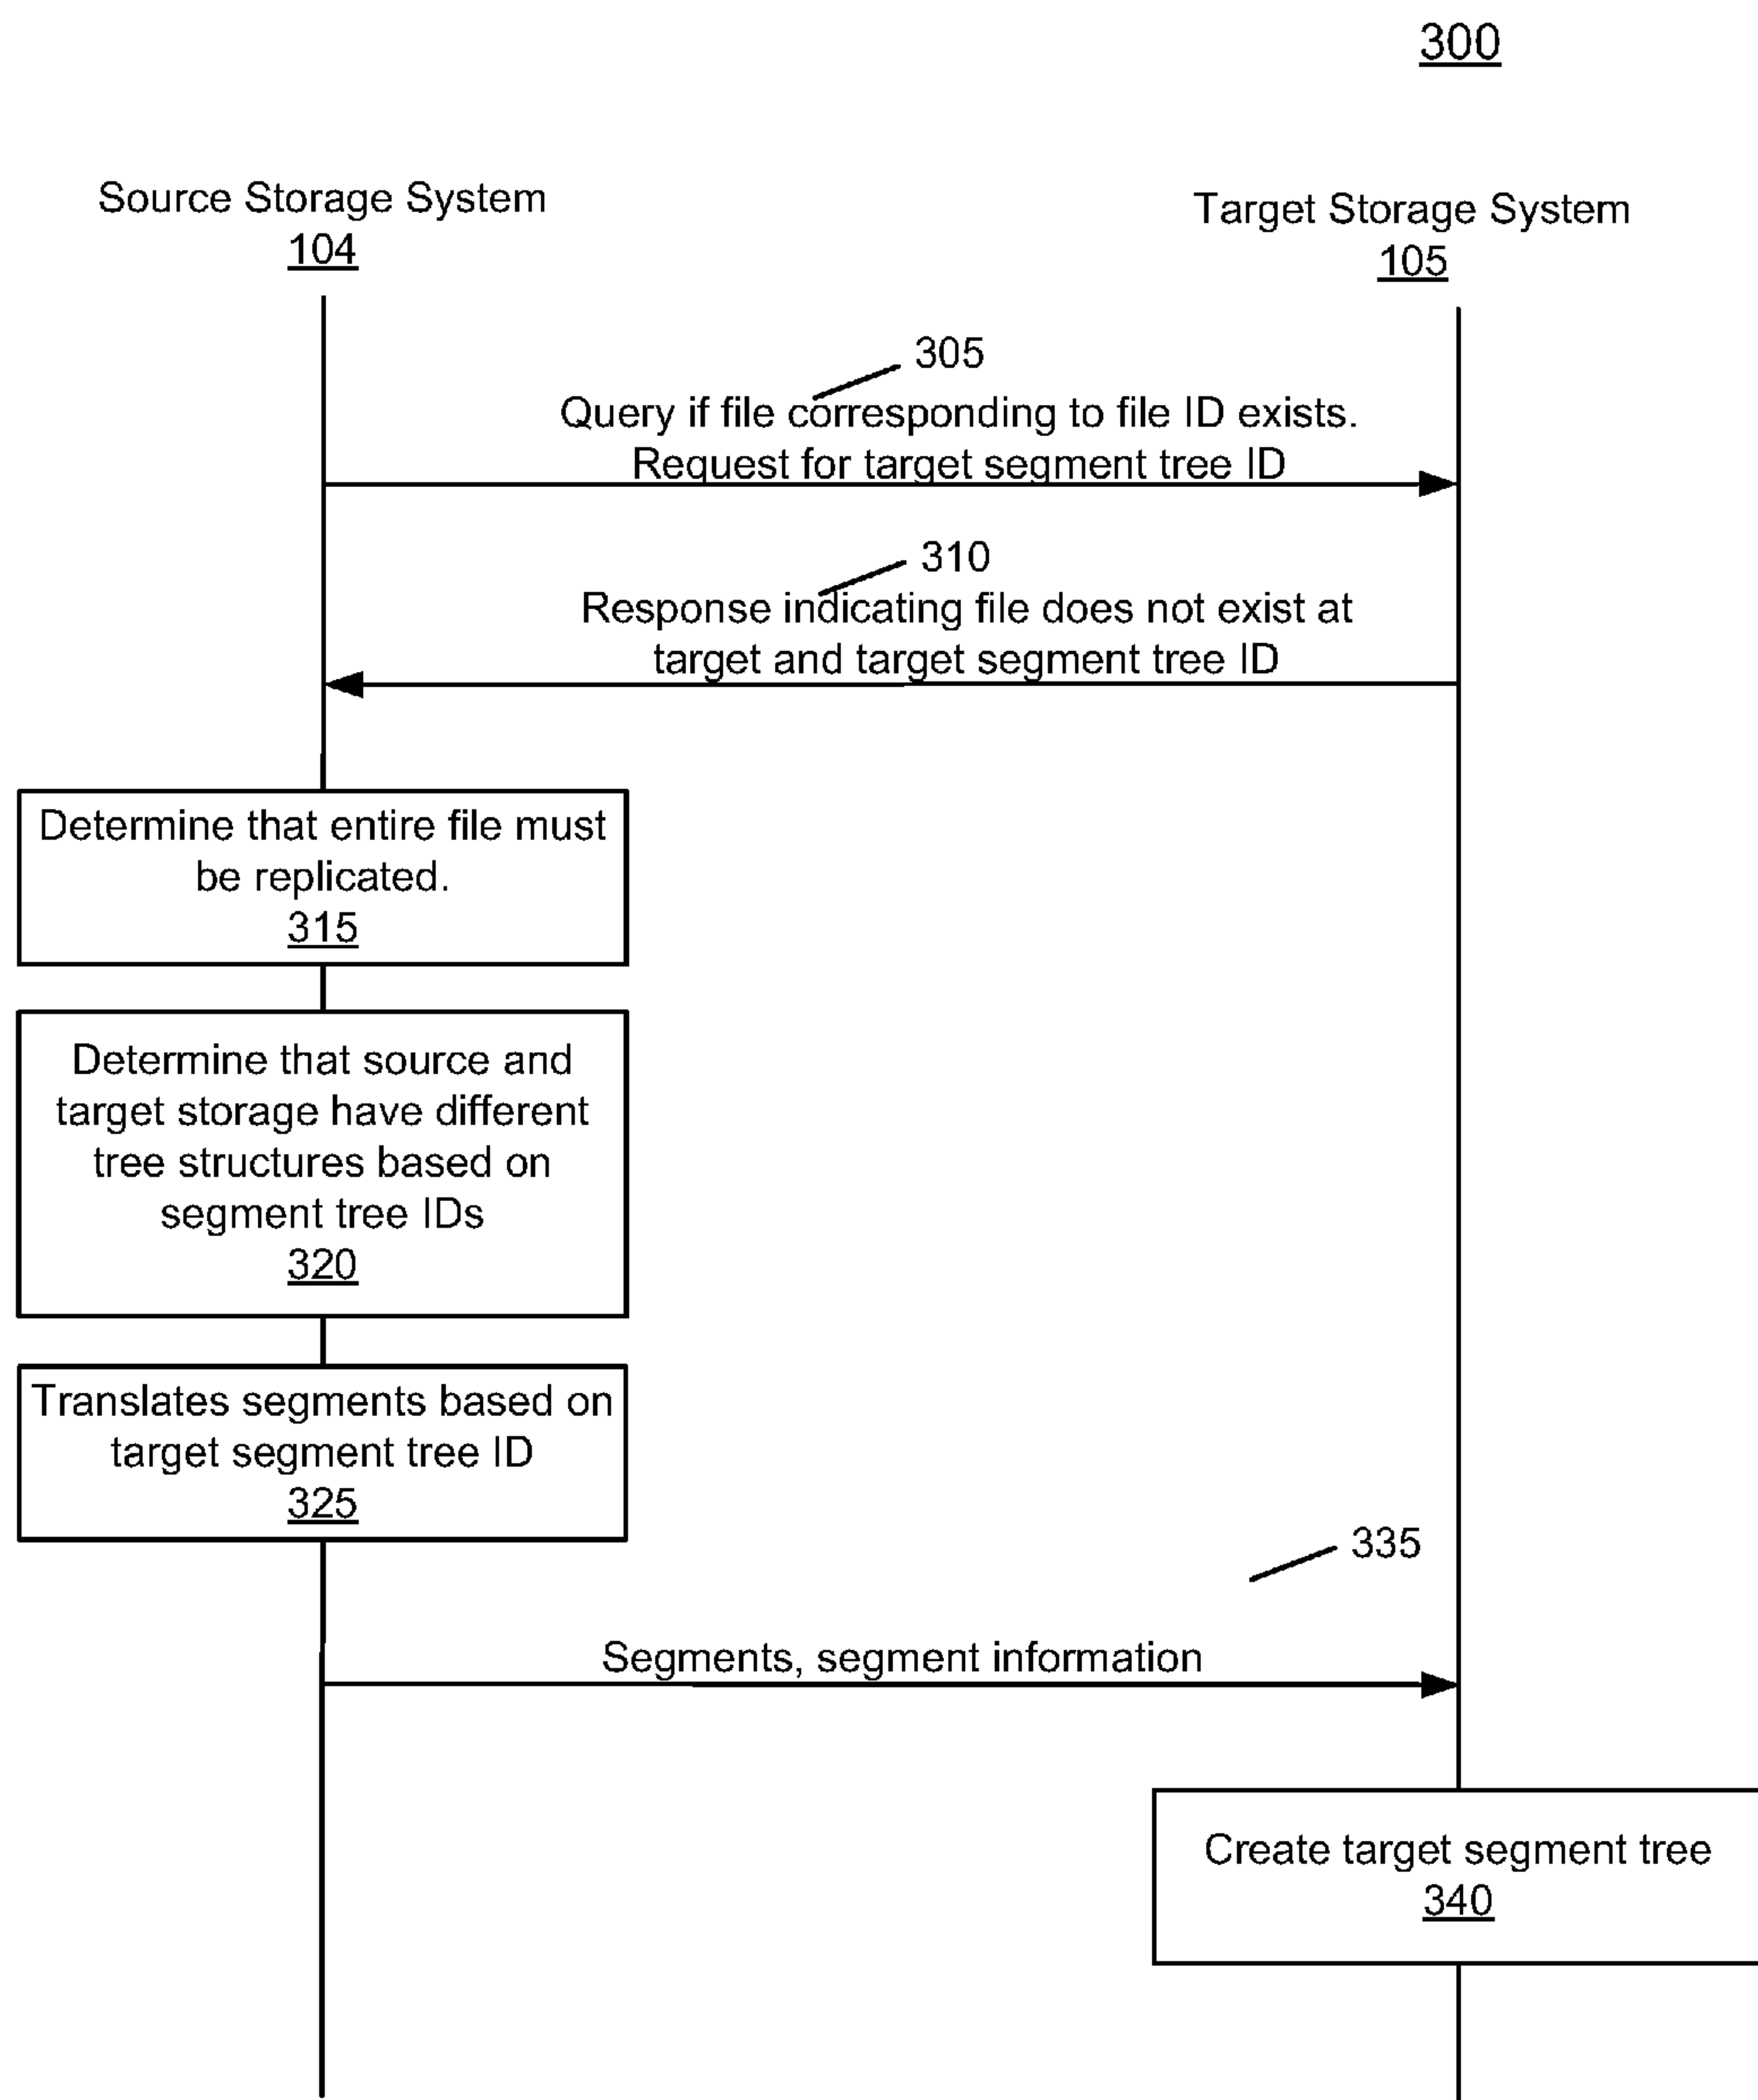 300
Source Storage System
104
Target Storage System
105
305
Query if file corresponding to file ID exists.
Request for target segment tree ID
310
Response indicating file does not exist at
target and target segment tree ID
Determine that entire file must
be replicated.
315
Determine that source and
target storage have different
tree structures based on
segment tree IDs
320
Translates segments based on
target segment tree ID
325
335
Segments, segment information
Create target segment tree
340